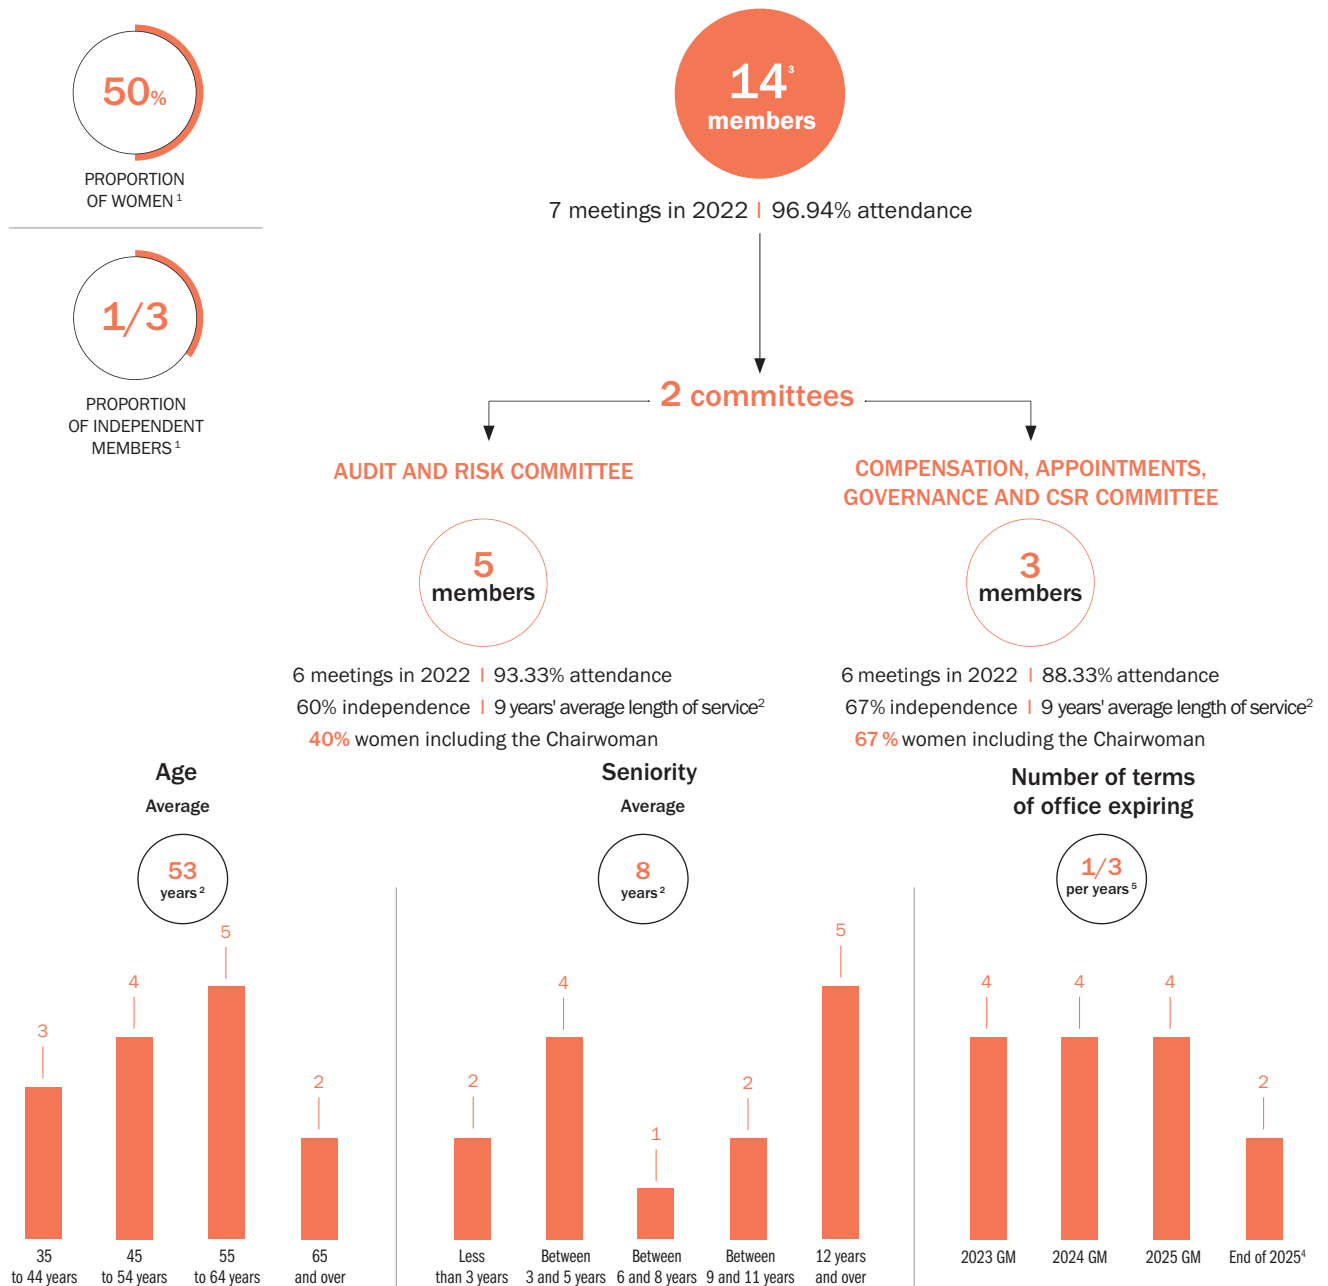 50%
PROPORTION
OF WOMEN 1
1/3
PROPORTION
OF INDEPENDENT
MEMBERS 1
14 3
members
7 meetings in 2022 I 96.94% attendance
2 committees
AUDIT AND RISK COMMITTEE
5
members
6 meetings in 2022 I 93.33% attendance
60% independence I 9 years' average length of service2
40% women including the Chairwoman
COMPENSATION, APPOINTMENTS,
GOVERNANCE AND CSR COMMITTEE
3
members
6 meetings in 2022 I 88.33% attendance
67% independence I 9 years' average length of service2
67 % women including the Chairwoman
Age
Average
53
years 2
3
4
5
2
35
to 44 years
45
to 54 years
55
to 64 years
65
and over
Seniority
Average
8
years 2
2
4
1
2
5
Less
than 3 years
Between
3 and 5 years
Between
6 and 8 years
Between
9 and 11 years
12 years
and over
Number of terms
of office expiring
1/3
per years 5
4
4
4
2
2023 GM
2024 GM
2025 GM
End of 20254